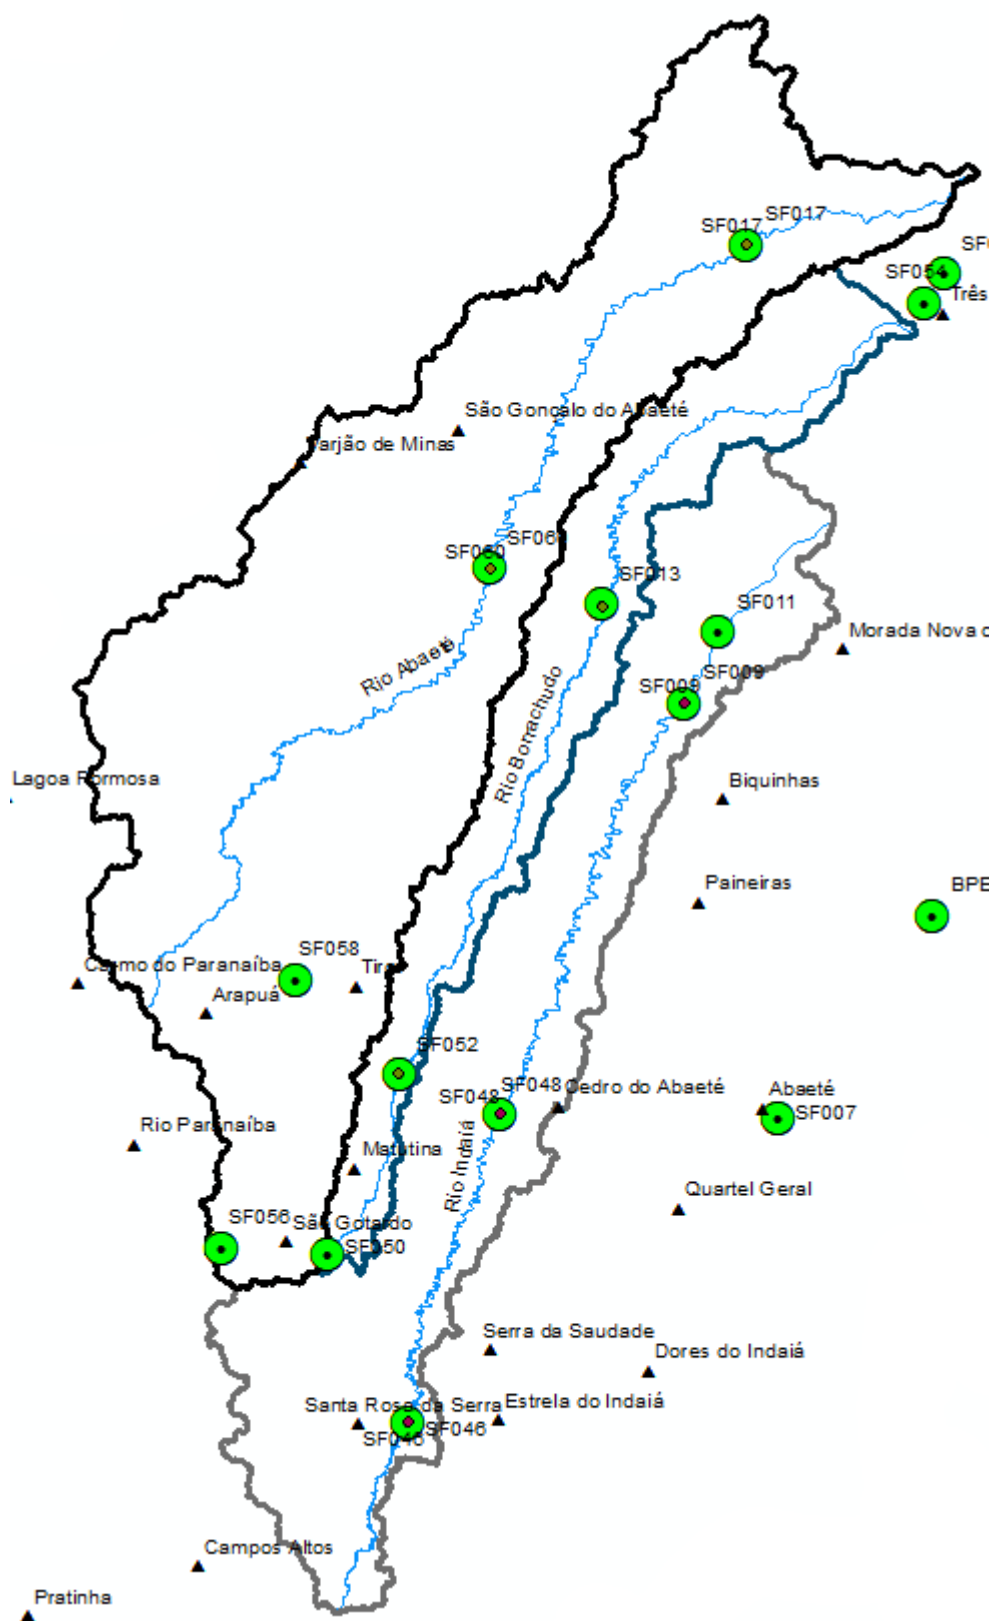 SF017
SF017
SF054
Três
São Gonçalo do Abaeté
Varjão de Minas
SF060
SF060
SF013
SF011
Morada Nova
SF009
SF009
Rio Abaeté
Rio Borrachudo
Lagoa Formosa
Biquinhas
Paineiras
BPE
SF058
Carmo do Paranaíba
Arapuá
SF052
SF048
SF048
Cedro do Abaeté
Abaeté
SF007
Rio Paranaíba
Matutina
Rio Indaiá
Quartel Geral
SF056
São Gotardo
SF050
Serra da Saudade
Dores do Indaiá
Santa Rosa da Serra
Estrela do Indaiá
SF046
SF046
Campos Altos
Pratinha